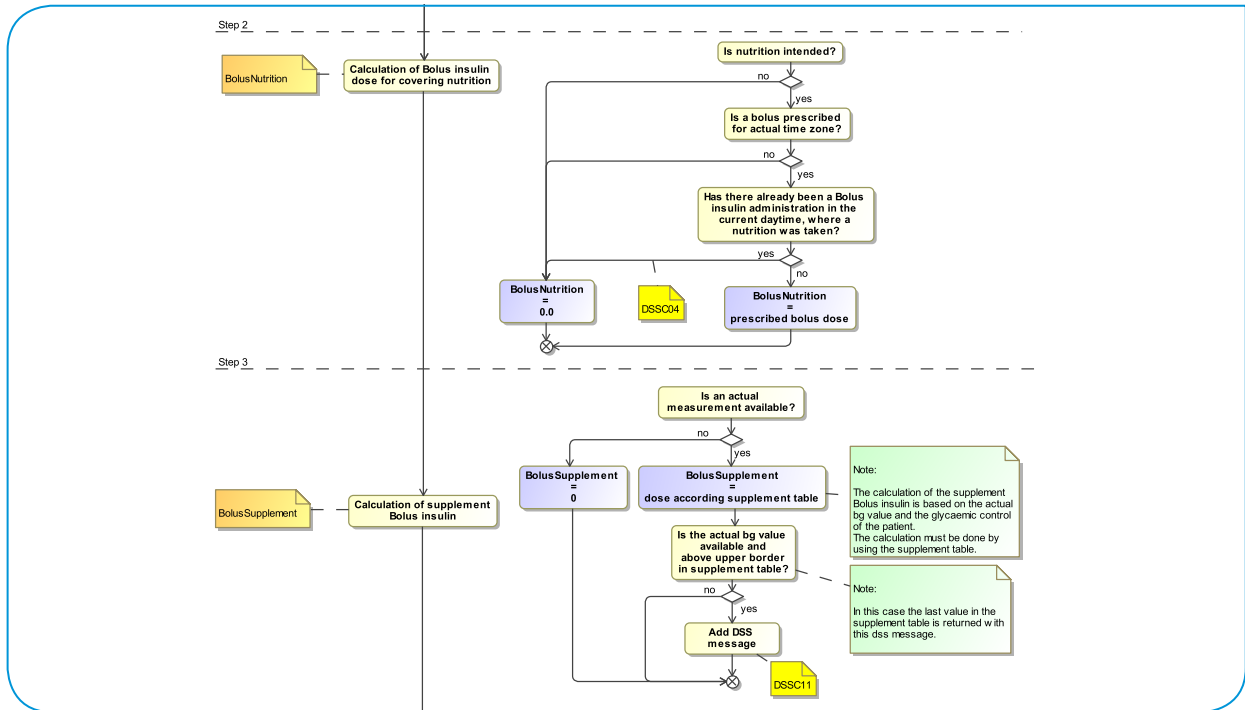 Step 2
BolusNutrition
Calculation of Bolus insulin
dose for covering nutrition
Is nutrition intended?
no
yes
Is a bolus prescribed
for actual time zone?
no
yes
Has there already been a Bolus
insulin administration in the
current daytime, where a
nutrition was taken?
yes
no
BolusNutrition
=
0.0
DSSC04
BolusNutrition
=
prescribed bolus dose
Step 3
Is an actual
measurement available?
no
yes
BolusSupplement
=
0
BolusSupplement
=
dose according supplement table
Note:
The calculation of the supplement
Bolus insulin is based on the actual
bg value and the glycaemic control
of the patient.
The calculation must be done by
using the supplement table.
BolusSupplement
Calculation of supplement
Bolus insulin
Is the actual bg value
available and
above upper border
in supplement table?
Note:
In this case the last value in the
supplement table is returned with
this dss message.
no
yes
Add DSS
message
DSSC11